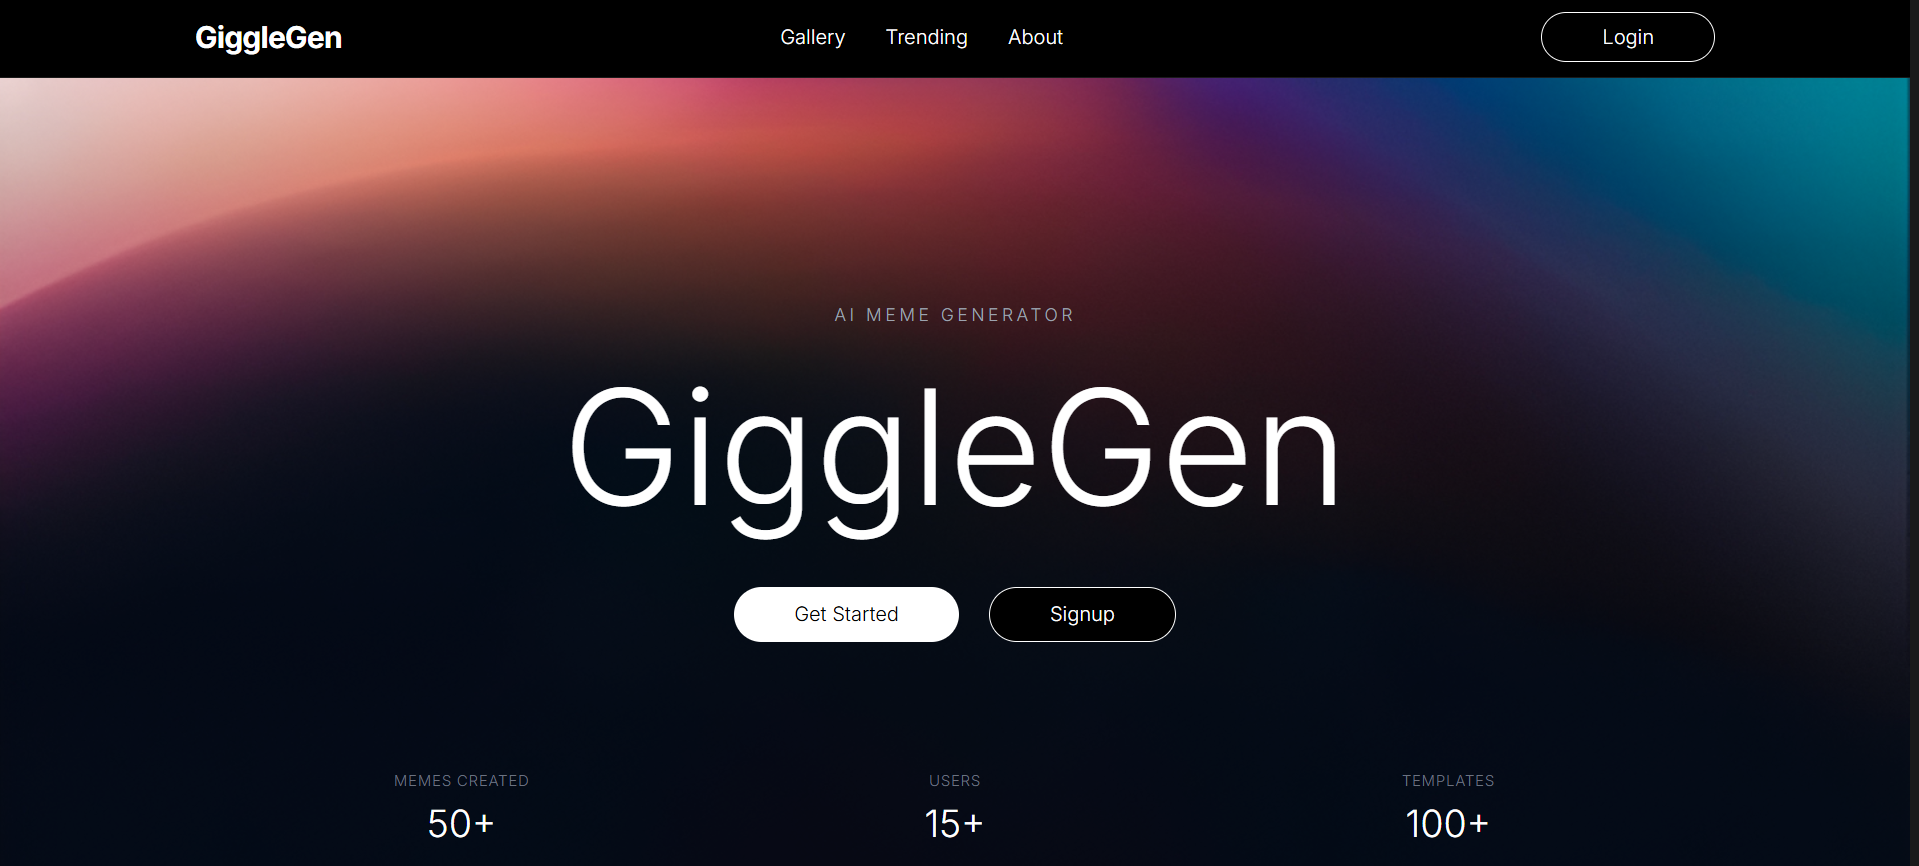 GiggleGen
Gallery Trending About
Login
AI MEME GENERATOR
GiggleGen
Get Started
Signup
MEMES CREATED
50+
USERS
15+
TEMPLATES
100+